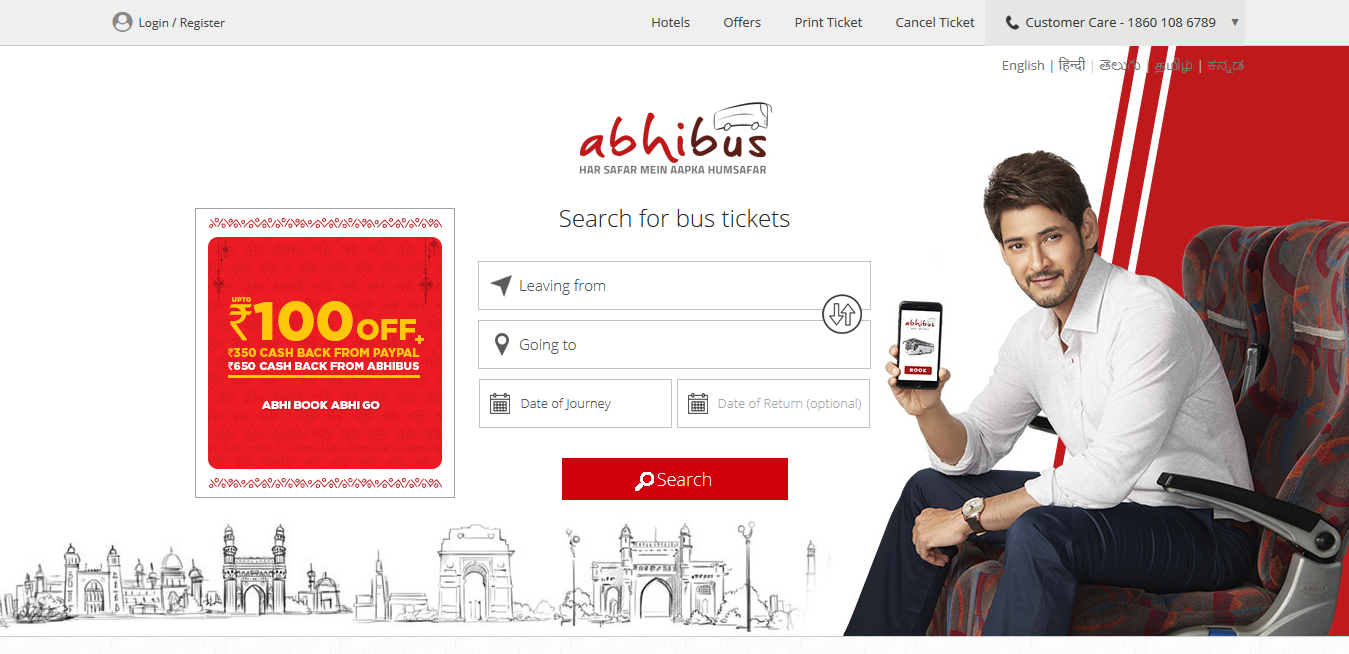 Login / Register
Hotels Offers Print Ticket Cancel Ticket Customer Care - 1860 108 6789 ▼
English | हिन्दी | తెలుగు | தமிழ் | ಕನ್ನಡ
abhibus
HAR SAFAR MEIN AAPKA HUMSAFAR
Search for bus tickets
UPTO
₹100 OFF+
₹350 CASH BACK FROM PAYPAL
₹650 CASH BACK FROM ABHIBUS
ABHI BOOK ABHI GO
Leaving from
Going to
Date of Journey
Date of Return (optional)
Search
abhibus
BOOK